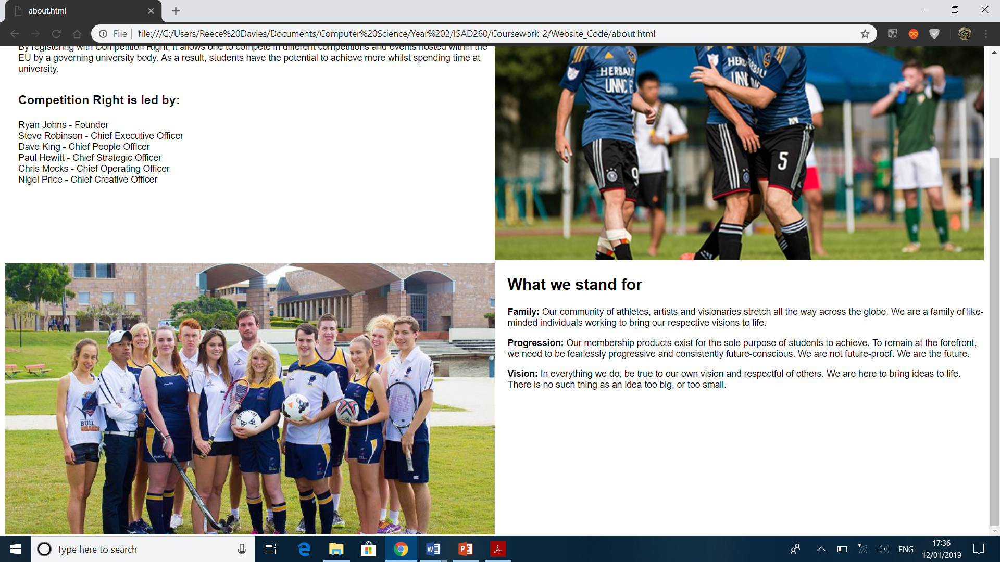 about.html
File
file:///C:/Users/Reece%20Davies/Documents/Computer%20Science/Year%202/ISAD260/Coursework-2/Website_Code/about.html
By registering with Competition Right, it allows one to compete in different competitions and events hosted within the
EU by a governing university body. As a result, students have the potential to achieve more whilst spending time at
university.
Competition Right is led by:
Ryan Johns - Founder
Steve Robinson - Chief Executive Officer
Dave King - Chief People Officer
Paul Hewitt - Chief Strategic Officer
Chris Mocks - Chief Operating Officer
Nigel Price - Chief Creative Officer
UNNC
9
5
What we stand for
Family: Our community of athletes, artists and visionaries stretch all the way across the globe. We are a family of like-
minded individuals working to bring our respective visions to life.
Progression: Our membership products exist for the sole purpose of students to achieve. To remain at the forefront,
we need to be fearlessly progressive and consistently future-conscious. We are not future-proof. We are the future.
Vision: In everything we do, be true to our own vision and respectful of others. We are here to bring ideas to life.
There is no such thing as an idea too big, or too small.
BULL
SHARKS
Type here to search
ENG
17:36
12/01/2019